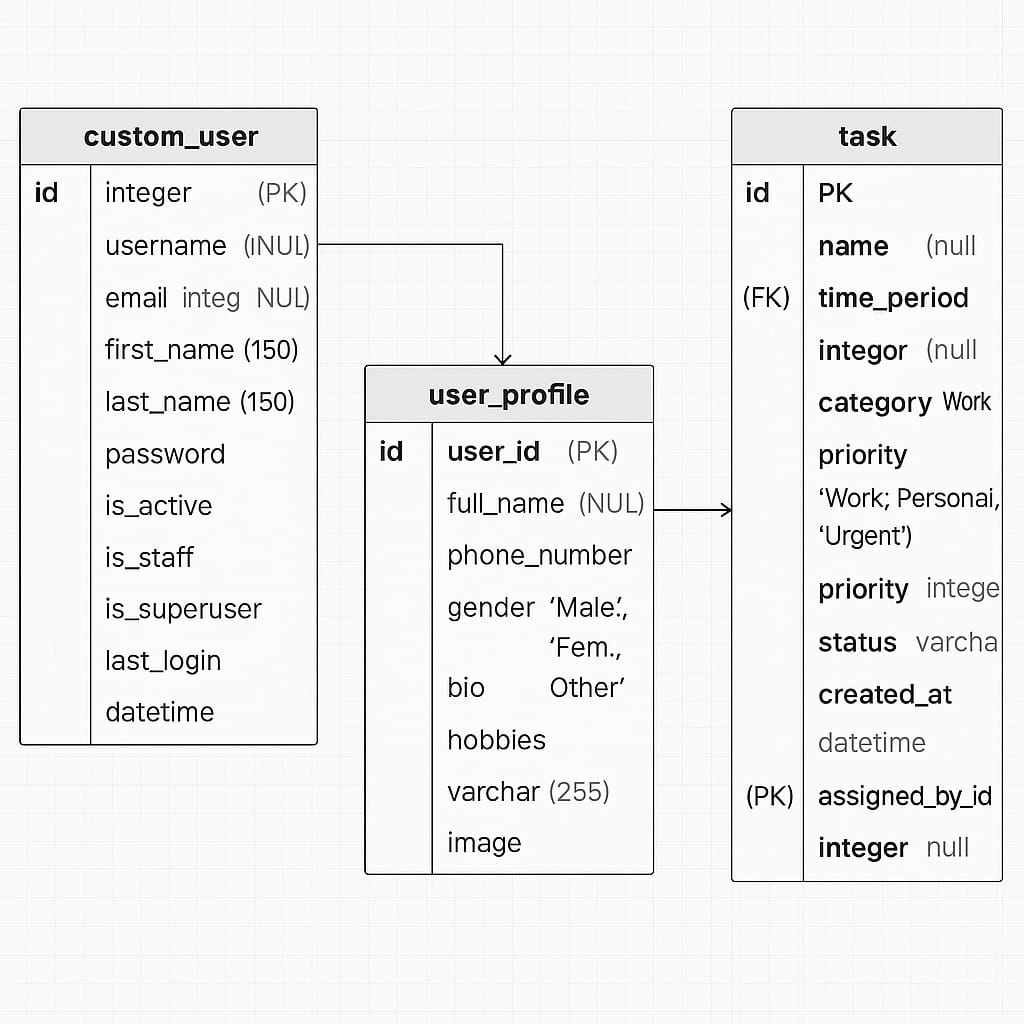 custom_user
id integer (PK)
username (iNUL)
email integ NUL)
first_name (150)
last_name (150)
password
is_active
is_staff
is_superuser
last_login
datetime
user_profile
id user_id (PK)
full_name (NUL)
phone_number
gender ‘Male.’,
‘Fem.,
bio Other’
hobbies
varchar (255)
image
task
id PK
name (null
(FK) time_period
integor (null
category Work
priority
‘Work; Personai,
‘Urgent’)
priority intege
status varcha
created_at
datetime
(PK) assigned_by_id
integer null